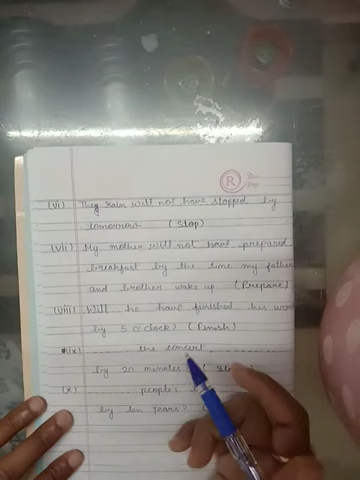 (vi) They rain will not have stopped by
tomorrow (Stop)
(vii) My mother will not have prepared
breakfast by the time my father
and brother wake up (Prepare)
(viii) Will he have finished his work
by 5 o'clock? (finish)
(ix) the concert
by 20 minutes
(x) people's
by ten years?
R